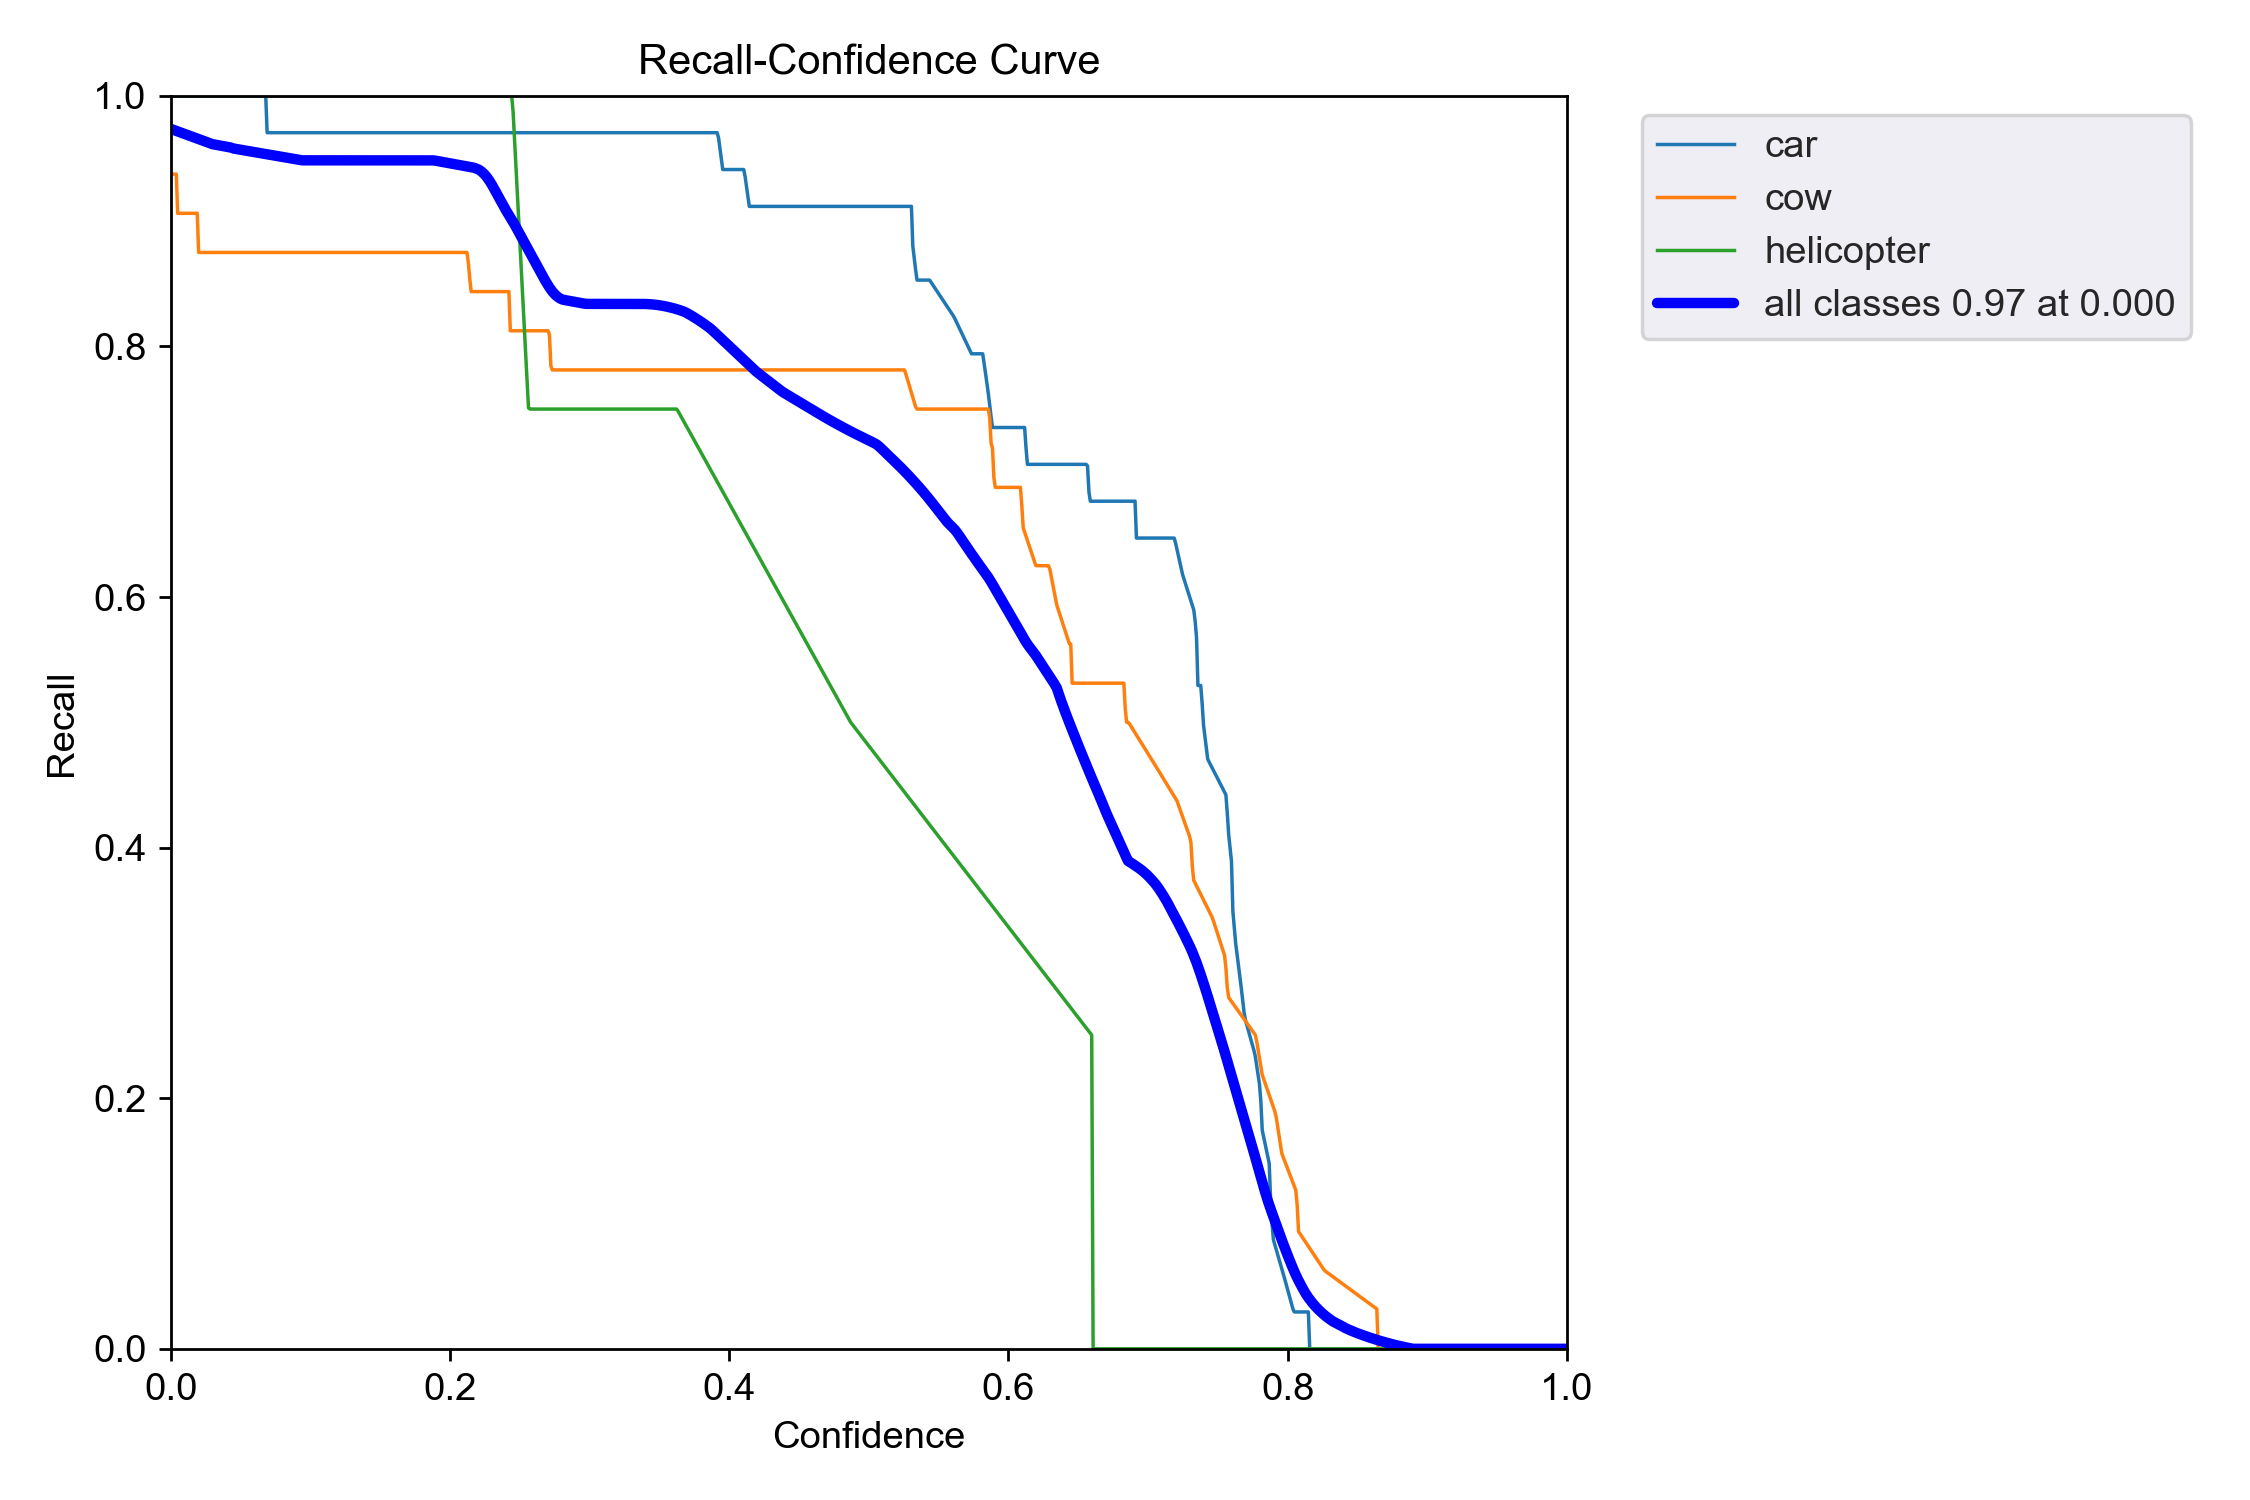 Recall-Confidence Curve
1.0
0.8
0.6
0.4
0.2
0.0
Recall
0.0 0.2 0.4 0.6 0.8 1.0
Confidence
car
cow
helicopter
all classes 0.97 at 0.000